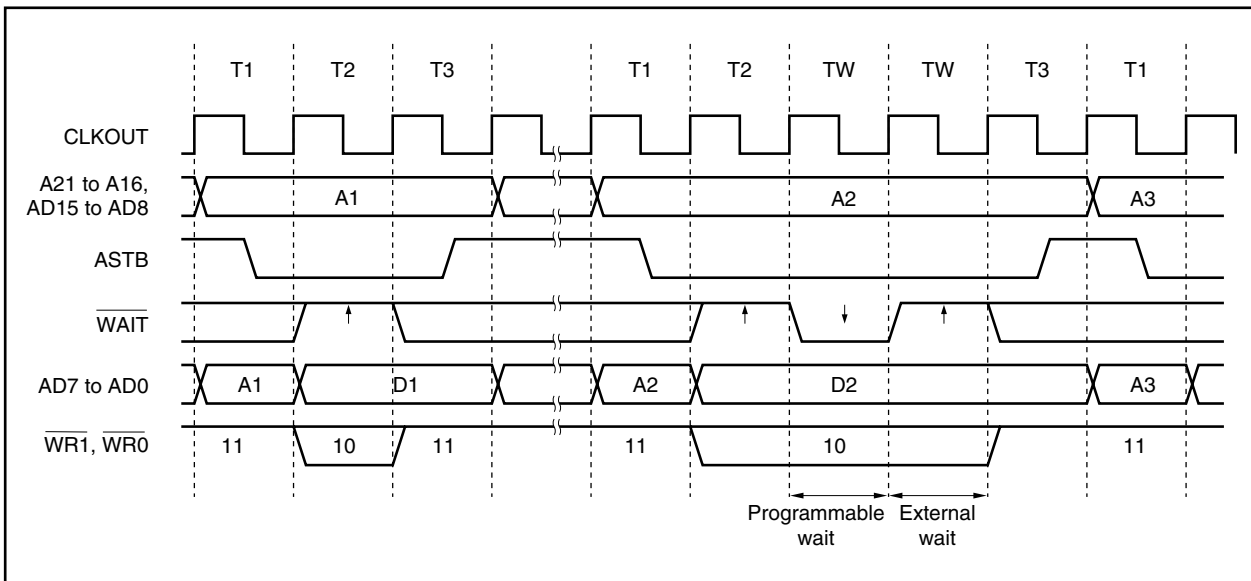 T1 T2 T3 T1 T2 TW TW T3 T1
CLKOUT
A21 to A16,
AD15 to AD8
A1 A2 A3
ASTB
WAIT
AD7 to AD0 A1 D1 A2 D2 A3
WR1, WR0 11 10 11 11 10 11
Programmable
wait
External
wait